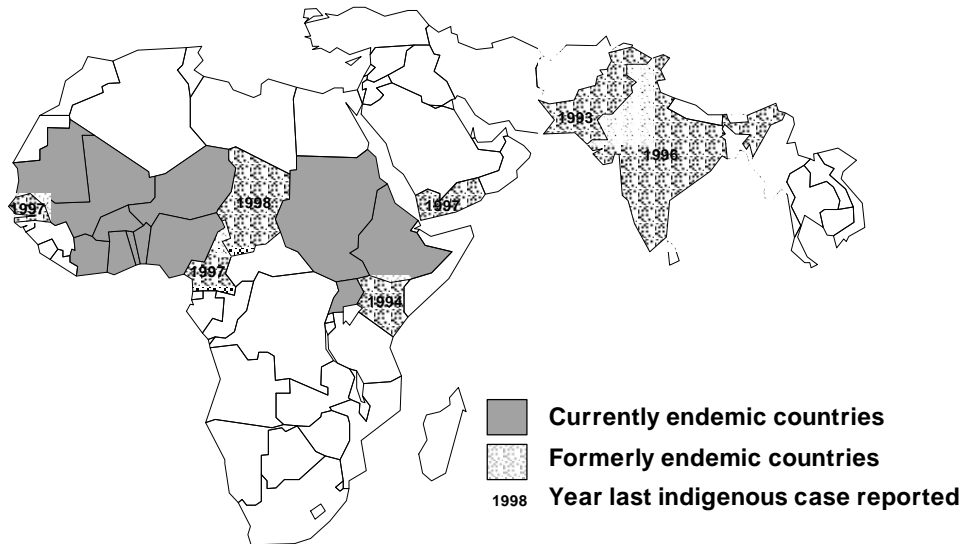 1993
1996
1997
1998
1997
1997
1994
Currently endemic countries
Formerly endemic countries
1998 Year last indigenous case reported